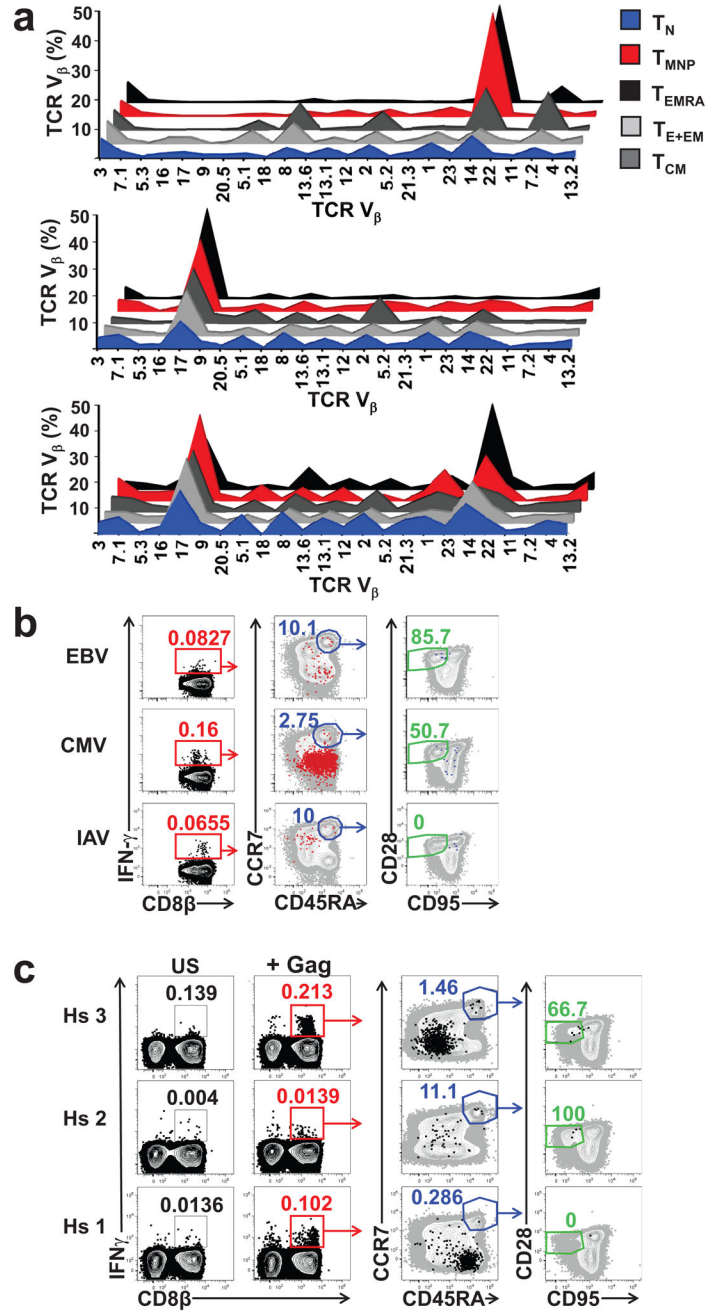 a
TCR Vβ (%)
50
40
30
20
10
3 7.1 5.3 16 17 9 20.5 5.1 18 8 13.6 13.1 12 2 5.2 21.3 1 23 14 22 11 7.2 4 13.2
TCR Vβ
TN
TMNP
TEMRA
TE+EM
TCM
TCR Vβ (%)
50
40
30
20
10
3 7.1 5.3 16 17 9 20.5 5.1 18 8 13.6 13.1 12 2 5.2 21.3 1 23 14 22 11 7.2 4 13.2
TCR Vβ
TCR Vβ (%)
50
40
30
20
10
3 7.1 5.3 16 17 9 20.5 5.1 18 8 13.6 13.1 12 2 5.2 21.3 1 23 14 22 11 7.2 4 13.2
TCR Vβ
b
EBV 0.0827 10.1 85.7
CMV 0.16 2.75 50.7
IAV 0.0655 10 0
IFN-γ CCR7 CD28
CD8β CD45RA CD95
c
US + Gag
Hs 3 0.139 0.213 1.46 66.7
Hs 2 0.004 0.0139 11.1 100
Hs 1 0.0136 0.102 0.286 0
IFNγ CCR7 CD28
CD8β CD45RA CD95